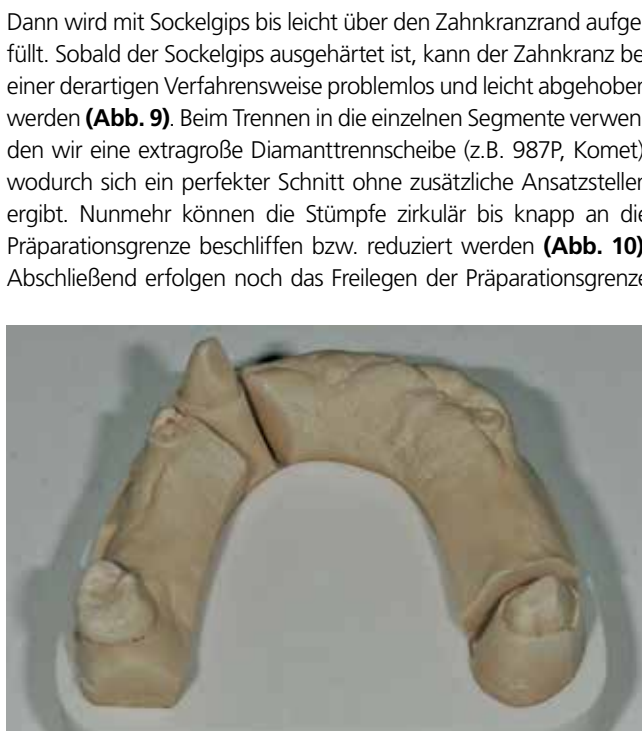 Dann wird mit Sockelgips bis leicht über den Zahnkranzrand aufge
füllt. Sobald der Sockelgips ausgehärtet ist, kann der Zahnkranz be
einer derartigen Verfahrensweise problemlos und leicht abgehoben
werden (Abb. 9). Beim Trennen in die einzelnen Segmente verwen
den wir eine extragroße Diamanttrennscheibe (z.B. 987P, Komet)
wodurch sich ein perfekter Schnitt ohne zusätzliche Ansatzstellen
ergibt. Nunmehr können die Stümpfe zirkulär bis knapp an die
Präparationsgrenze beschliffen bzw. reduziert werden (Abb. 10)
Abschließend erfolgen noch das Freilegen der Präparationsgrenze